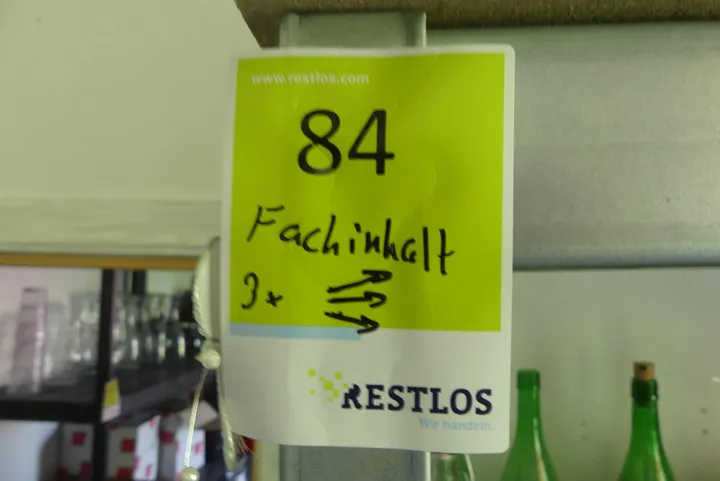 www.restlos.com
84
Fachinhalt
3x
RESTLOS
Wir handeln.